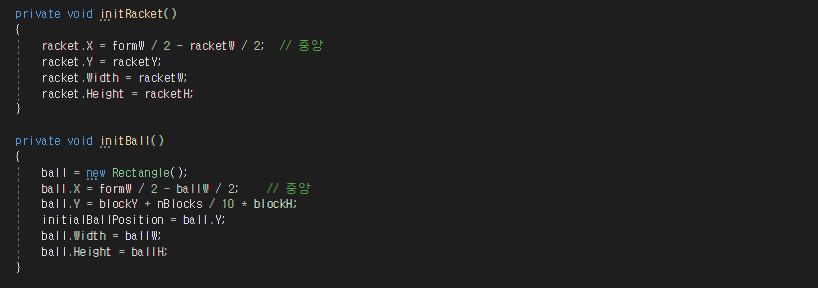 private void initRacket()
{
racket.X = formW / 2 - racketW / 2;  // 중앙
racket.Y = racketY;
racket.Width = racketW;
racket.Height = racketH;
}
private void initBall()
{
ball = new Rectangle();
ball.X = formW / 2 - ballW / 2;    // 중앙
ball.Y = blockY + nBlocks / 10 * blockH;
initialBallPosition = ball.Y;
ball.Width = ballW;
ball.Height = ballH;
}